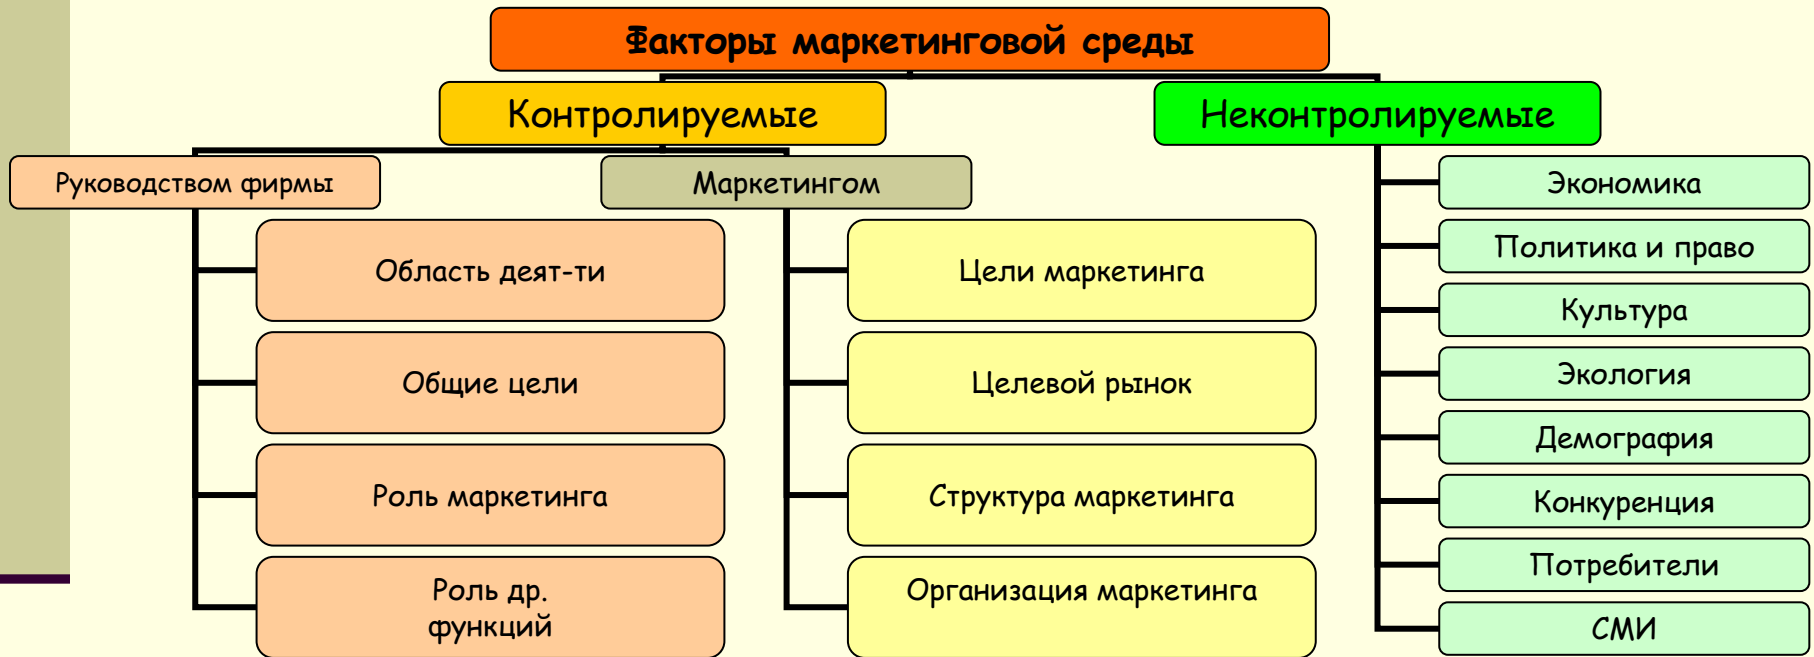 Факторы маркетинговой среды
Контролируемые
Неконтролируемые
Руководством фирмы
Маркетингом
Область деят-ти
Общие цели
Роль маркетинга
Роль др.
функций
Цели маркетинга
Целевой рынок
Структура маркетинга
Организация маркетинга
Экономика
Политика и право
Культура
Экология
Демография
Конкуренция
Потребители
СМИ